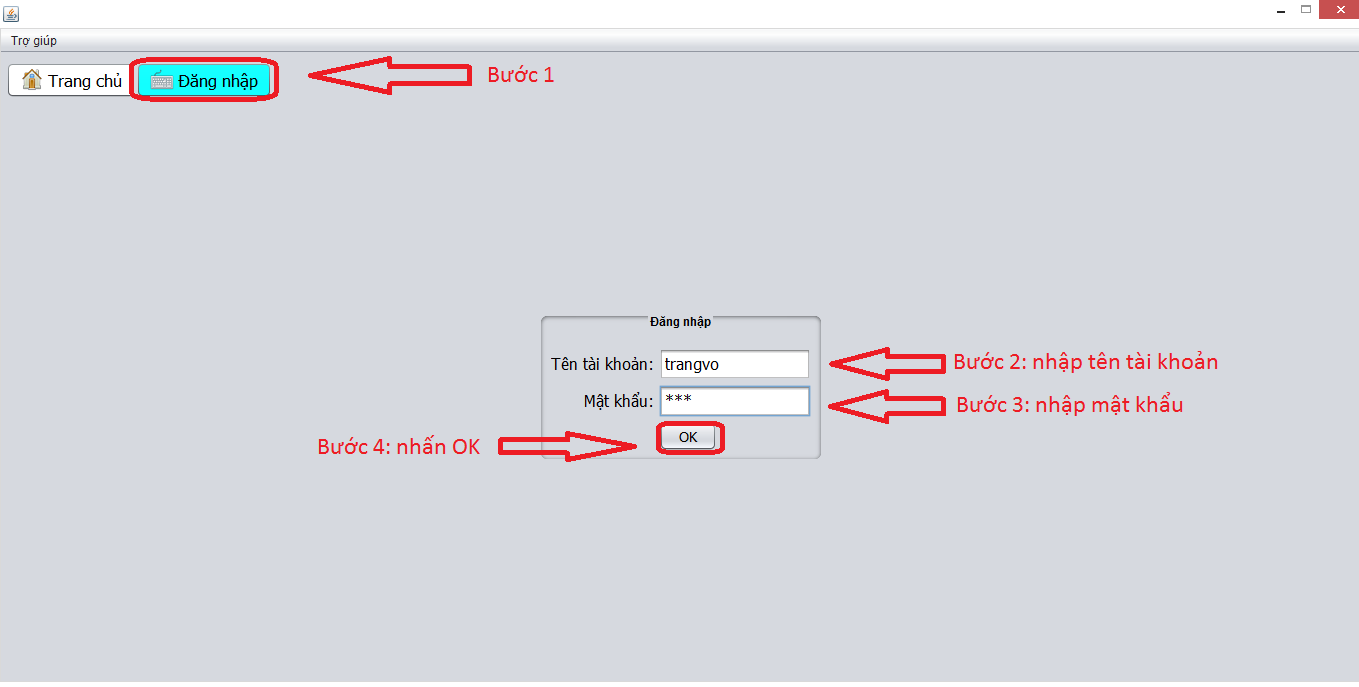 Trợ giúp
Trang chủ
Đăng nhập
Bước 1
Đăng nhập
Tên tài khoản: trangvo
Bước 2: nhập tên tài khoản
Mật khẩu: ***
Bước 3: nhập mật khẩu
OK
Bước 4: nhấn OK